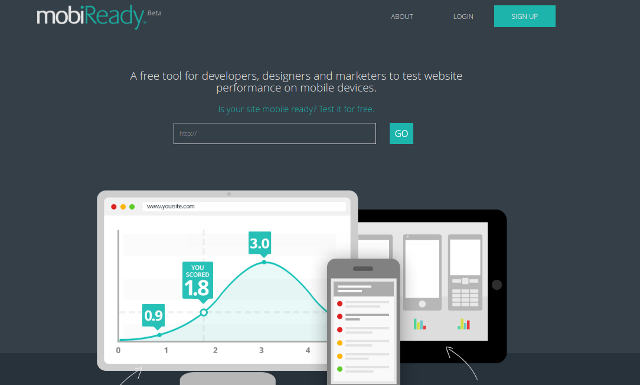 mobiReady Beta
ABOUT
LOGIN
SIGN UP
A free tool for developers, designers and marketers to test website
performance on mobile devices.
Is your site mobile ready? Test it for free.
http://
GO
www.yoursite.com
3.0
YOU
SCORED
1.8
0.9
0 1 2 3 4